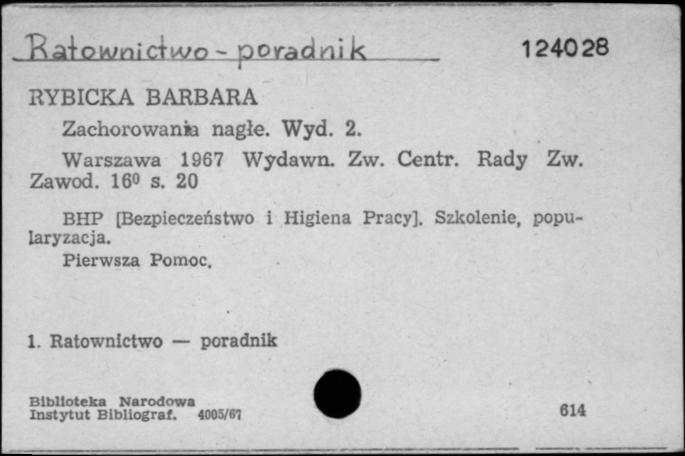 Ratownictwo - poradnik 124028
RYBICKA BARBARA
Zachorowania nagłe. Wyd. 2.
Warszawa 1967 Wydawn. Zw. Centr. Rady Zw.
Zawod. 16⁰ s. 20
BHP [Bezpieczeństwo i Higiena Pracy]. Szkolenie, popu-
laryzacja.
Pierwsza Pomoc.
1. Ratownictwo — poradnik
Biblioteka Narodowa
Instytut Bibliograf. 4005/67 614